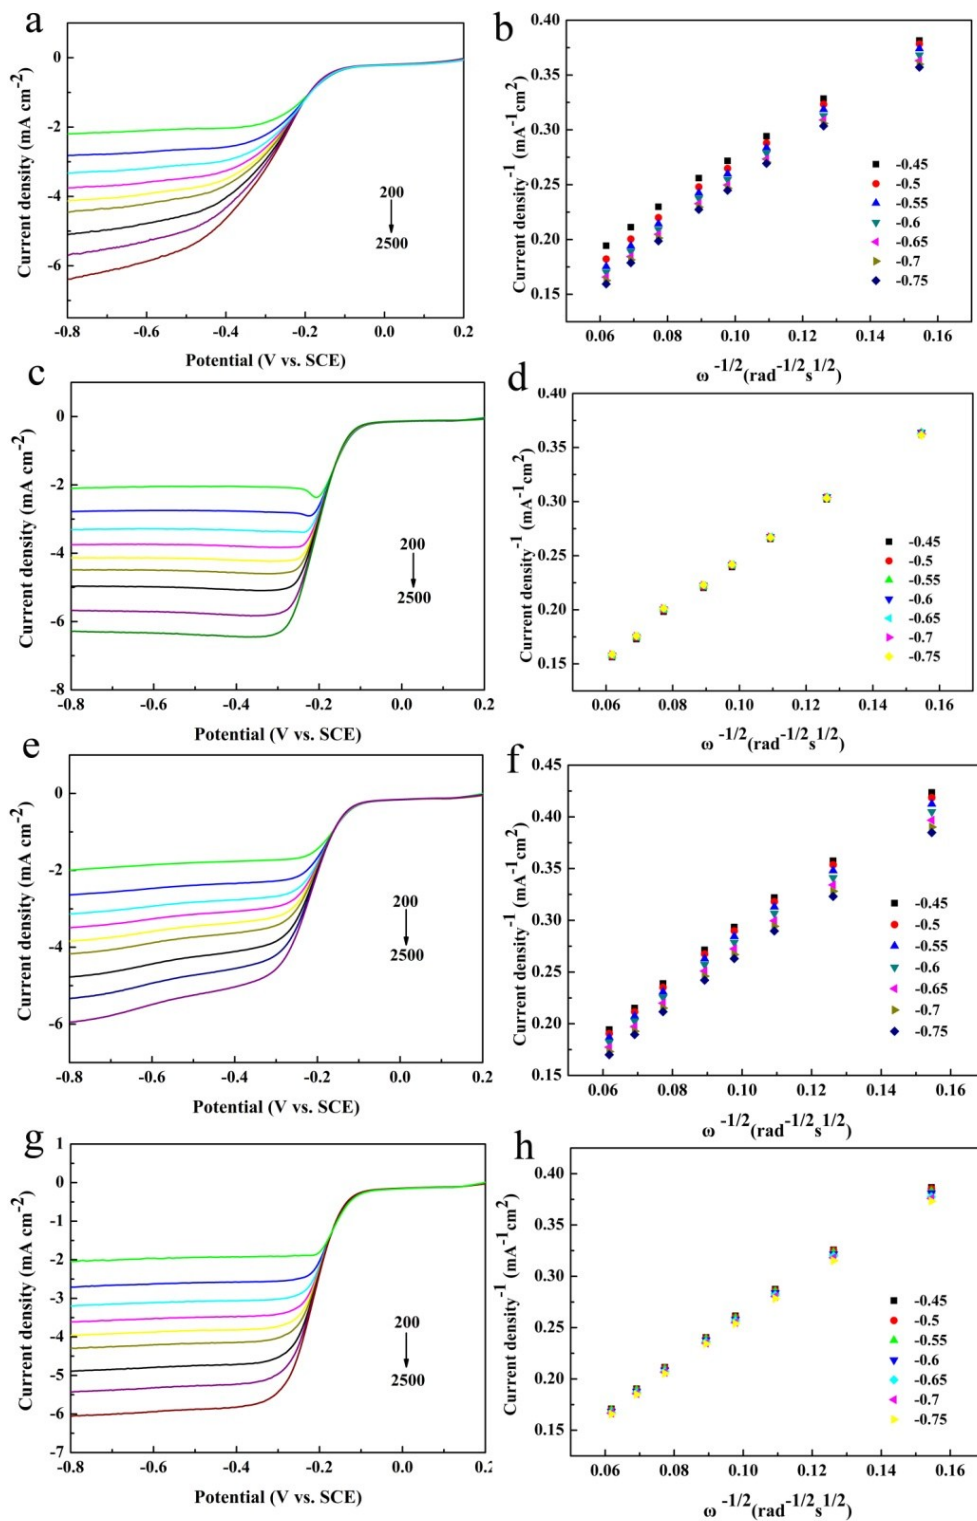 a
Current density (mA cm-2)
0
-2
-4
-6
200
2500
-0.8 -0.6 -0.4 -0.2 0.0 0.2
Potential (V vs. SCE)
b
Current density-1 (mA-1cm2)
0.40
0.35
0.30
0.25
0.20
0.15
-0.45
-0.5
-0.55
-0.6
-0.65
-0.7
-0.75
0.06 0.08 0.10 0.12 0.14 0.16
ω -1/2(rad-1/2s1/2)
c
Current density (mA cm-2)
0
-2
-4
-6
-8
200
2500
-0.8 -0.6 -0.4 -0.2 0.0 0.2
Potential (V vs. SCE)
d
Current density-1 (mA-1cm2)
0.40
0.35
0.30
0.25
0.20
0.15
-0.45
-0.5
-0.55
-0.6
-0.65
-0.7
-0.75
0.06 0.08 0.10 0.12 0.14 0.16
ω -1/2(rad-1/2s1/2)
e
Current density (mA cm-2)
0
-2
-4
-6
200
2500
-0.8 -0.6 -0.4 -0.2 0.0 0.2
Potential (V vs. SCE)
f
Current density-1 (mA-1cm2)
0.45
0.40
0.35
0.30
0.25
0.20
0.15
-0.45
-0.5
-0.55
-0.6
-0.65
-0.7
-0.75
0.06 0.08 0.10 0.12 0.14 0.16
ω -1/2(rad-1/2s1/2)
g
Current density (mA cm-2)
1
0
-1
-2
-3
-4
-5
-6
-7
200
2500
-0.8 -0.6 -0.4 -0.2 0.0 0.2
Potential (V vs. SCE)
h
Current density-1 (mA-1cm2)
0.40
0.35
0.30
0.25
0.20
0.15
-0.45
-0.5
-0.55
-0.6
-0.65
-0.7
-0.75
0.06 0.08 0.10 0.12 0.14 0.16
ω -1/2(rad-1/2s1/2)